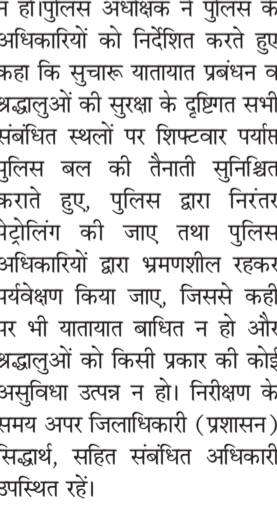 न हो।पुलिस अधीक्षक ने पुलिस के
अधिकारियों को निर्देशित करते हुए
कहा कि सुचारू यातायात प्रबंधन व
श्रद्धालुओं की सुरक्षा के दृष्टिगत सभी
संबंधित स्थलों पर शिफ्टवार पर्याप्त
पुलिस बल की तैनाती सुनिश्चित
कराते हुए, पुलिस द्वारा निरंतर
पेट्रोलिंग की जाए तथा पुलिस
अधिकारियों द्वारा भ्रमणशील रहकर
पर्यवेक्षण किया जाए, जिससे कही
पर भी यातायात बाधित न हो और
श्रद्धालुओं को किसी प्रकार की कोई
असुविधा उत्पन्न न हो। निरीक्षण के
समय अपर जिलाधिकारी (प्रशासन)
सिद्धार्थ, सहित संबंधित अधिकारी
उपस्थित रहें।